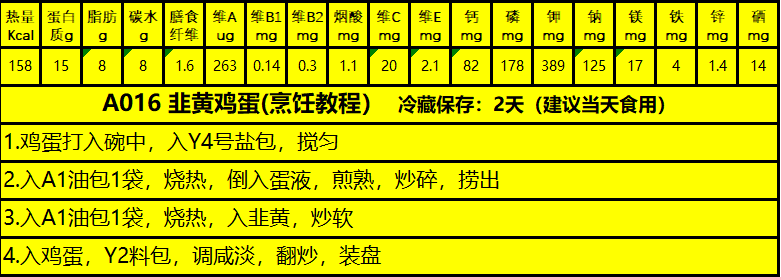 热量 蛋白 脂肪 碳水 膳食 维A 维B1 维B2 烟酸 维C 维E 钙 磷 钾 钠 镁 铁 锌 硒
Kcal 质g g g 纤维 ug mg mg mg mg mg mg mg mg mg mg mg mg mg
158 15 8 8 1.6 263 0.14 0.3 1.1 20 2.1 82 178 389 125 17 4 1.4 14
A016 韭黄鸡蛋(烹饪教程) 冷藏保存：2天（建议当天食用）
1.鸡蛋打入碗中，入Y4号盐包，搅匀
2.入A1油包1袋，烧热，倒入蛋液，煎熟，炒碎，捞出
3.入A1油包1袋，烧热，入韭黄，炒软
4.入鸡蛋，Y2料包，调咸淡，翻炒，装盘